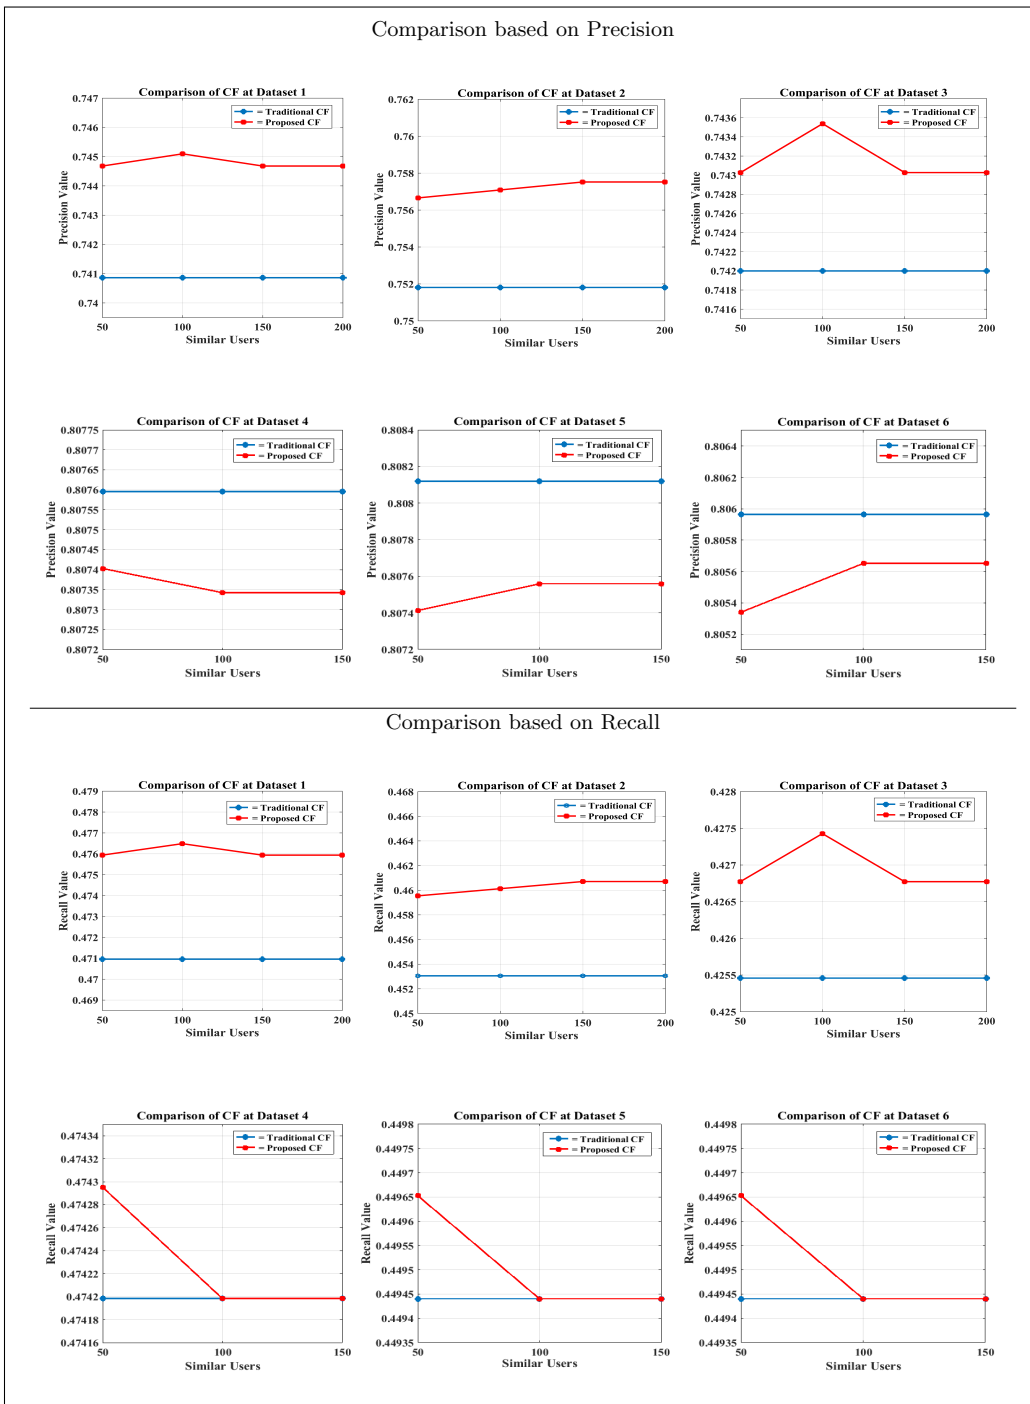 Comparison based on Precision
Comparison of CF at Dataset 1
0.747
0.746
0.745
0.744
0.743
0.742
0.741
0.74
Precision Value
= Traditional CF
= Proposed CF
50 100 150 200
Similar Users
Comparison of CF at Dataset 2
0.762
0.76
0.758
0.756
0.754
0.752
0.75
Precision Value
= Traditional CF
= Proposed CF
50 100 150 200
Similar Users
Comparison of CF at Dataset 3
0.7436
0.7434
0.7432
0.743
0.7428
0.7426
0.7424
0.7422
0.742
0.7418
0.7416
Precision Value
= Traditional CF
= Proposed CF
50 100 150 200
Similar Users
Comparison of CF at Dataset 4
0.80775
0.8077
0.80765
0.8076
0.80755
0.8075
0.80745
0.8074
0.80735
0.8073
0.80725
0.8072
Precision Value
= Traditional CF
= Proposed CF
50 100 150
Similar Users
Comparison of CF at Dataset 5
0.8084
0.8082
0.808
0.8078
0.8076
0.8074
0.8072
Precision Value
= Traditional CF
= Proposed CF
50 100 150
Similar Users
Comparison of CF at Dataset 6
0.8064
0.8062
0.806
0.8058
0.8056
0.8054
0.8052
Precision Value
= Traditional CF
= Proposed CF
50 100 150
Similar Users
Comparison based on Recall
Comparison of CF at Dataset 1
0.479
0.478
0.477
0.476
0.475
0.474
0.473
0.472
0.471
0.47
0.469
Recall Value
= Traditional CF
= Proposed CF
50 100 150 200
Similar Users
Comparison of CF at Dataset 2
0.468
0.466
0.464
0.462
0.46
0.458
0.456
0.454
0.452
0.45
Recall Value
= Traditional CF
= Proposed CF
50 100 150 200
Similar Users
Comparison of CF at Dataset 3
0.428
0.4275
0.427
0.4265
0.426
0.4255
0.425
Recall Value
= Traditional CF
= Proposed CF
50 100 150 200
Similar Users
Comparison of CF at Dataset 4
0.47434
0.47432
0.4743
0.47428
0.47426
0.47424
0.47422
0.4742
0.47418
0.47416
Recall Value
= Traditional CF
= Proposed CF
50 100 150
Similar Users
Comparison of CF at Dataset 5
0.4498
0.44975
0.4497
0.44965
0.4496
0.44955
0.4495
0.44945
0.4494
0.44935
Recall Value
= Traditional CF
= Proposed CF
50 100 150
Similar Users
Comparison of CF at Dataset 6
0.4498
0.44975
0.4497
0.44965
0.4496
0.44955
0.4495
0.44945
0.4494
0.44935
Recall Value
= Traditional CF
= Proposed CF
50 100 150
Similar Users